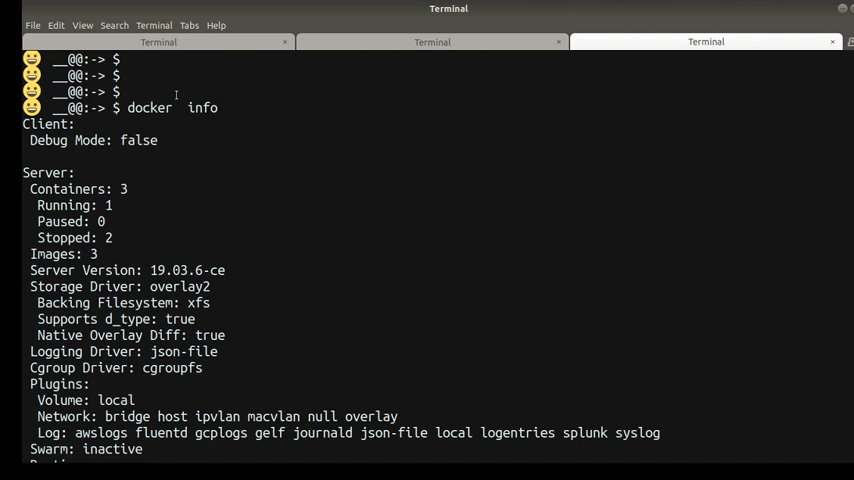 Terminal
File Edit View Search Terminal Tabs Help
Terminal × Terminal × Terminal ×
__@@:-> $
__@@:-> $
__@@:-> $
__@@:-> $ docker  info
Client:
 Debug Mode: false
Server:
 Containers: 3
  Running: 1
  Paused: 0
  Stopped: 2
 Images: 3
 Server Version: 19.03.6-ce
 Storage Driver: overlay2
  Backing Filesystem: xfs
  Supports d_type: true
  Native Overlay Diff: true
 Logging Driver: json-file
 Cgroup Driver: cgroupfs
 Plugins:
  Volume: local
  Network: bridge host ipvlan macvlan null overlay
  Log: awslogs fluentd gcplogs gelf journald json-file local logentries splunk syslog
 Swarm: inactive